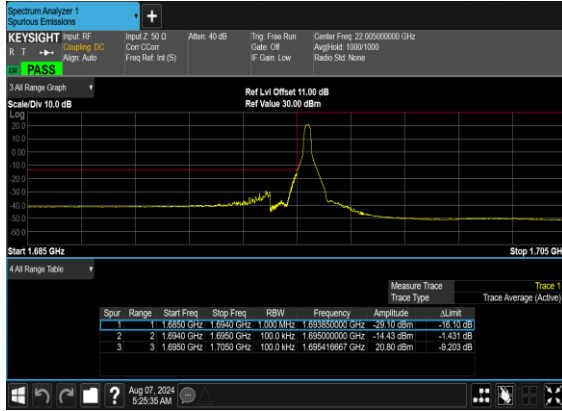 Spectrum Analyzer 1
Spurious Emissions
KEYSIGHT Input: RF Input Z: 50 Ω Atten: 40 dB Trig: Free Run Center Freq: 22.005000000 GHz
R T Coupling: DC Corr CCorr Gate: Off Avg|Hold: 1000/1000
Align: Auto Freq Ref: Int (S) IF Gain: Low Radio Std: None
PASS
3 All Range Graph Ref Lvl Offset 11.00 dB
Scale/Div 10.0 dB Ref Value 30.00 dBm
Log
20.0
10.0
0.00
-10.0
-20.0
-30.0
-40.0
-50.0
-60.0
Start 1.685 GHz Stop 1.705 GH
4 All Range Table
Measure Trace Trace 1
Trace Type Trace Average (Active)
Spur Range Start Freq Stop Freq RBW Frequency Amplitude ΔLimit
1 1 1.6850 GHz 1.6940 GHz 1.000 MHz 1.693850000 GHz -29.10 dBm -16.10 dB
2 2 1.6940 GHz 1.6950 GHz 100.0 kHz 1.695000000 GHz -14.43 dBm -1.431 dB
3 3 1.6950 GHz 1.7050 GHz 100.0 kHz 1.695416667 GHz 20.80 dBm -9.203 dB
? Aug 07, 2024
5:25:35 AM